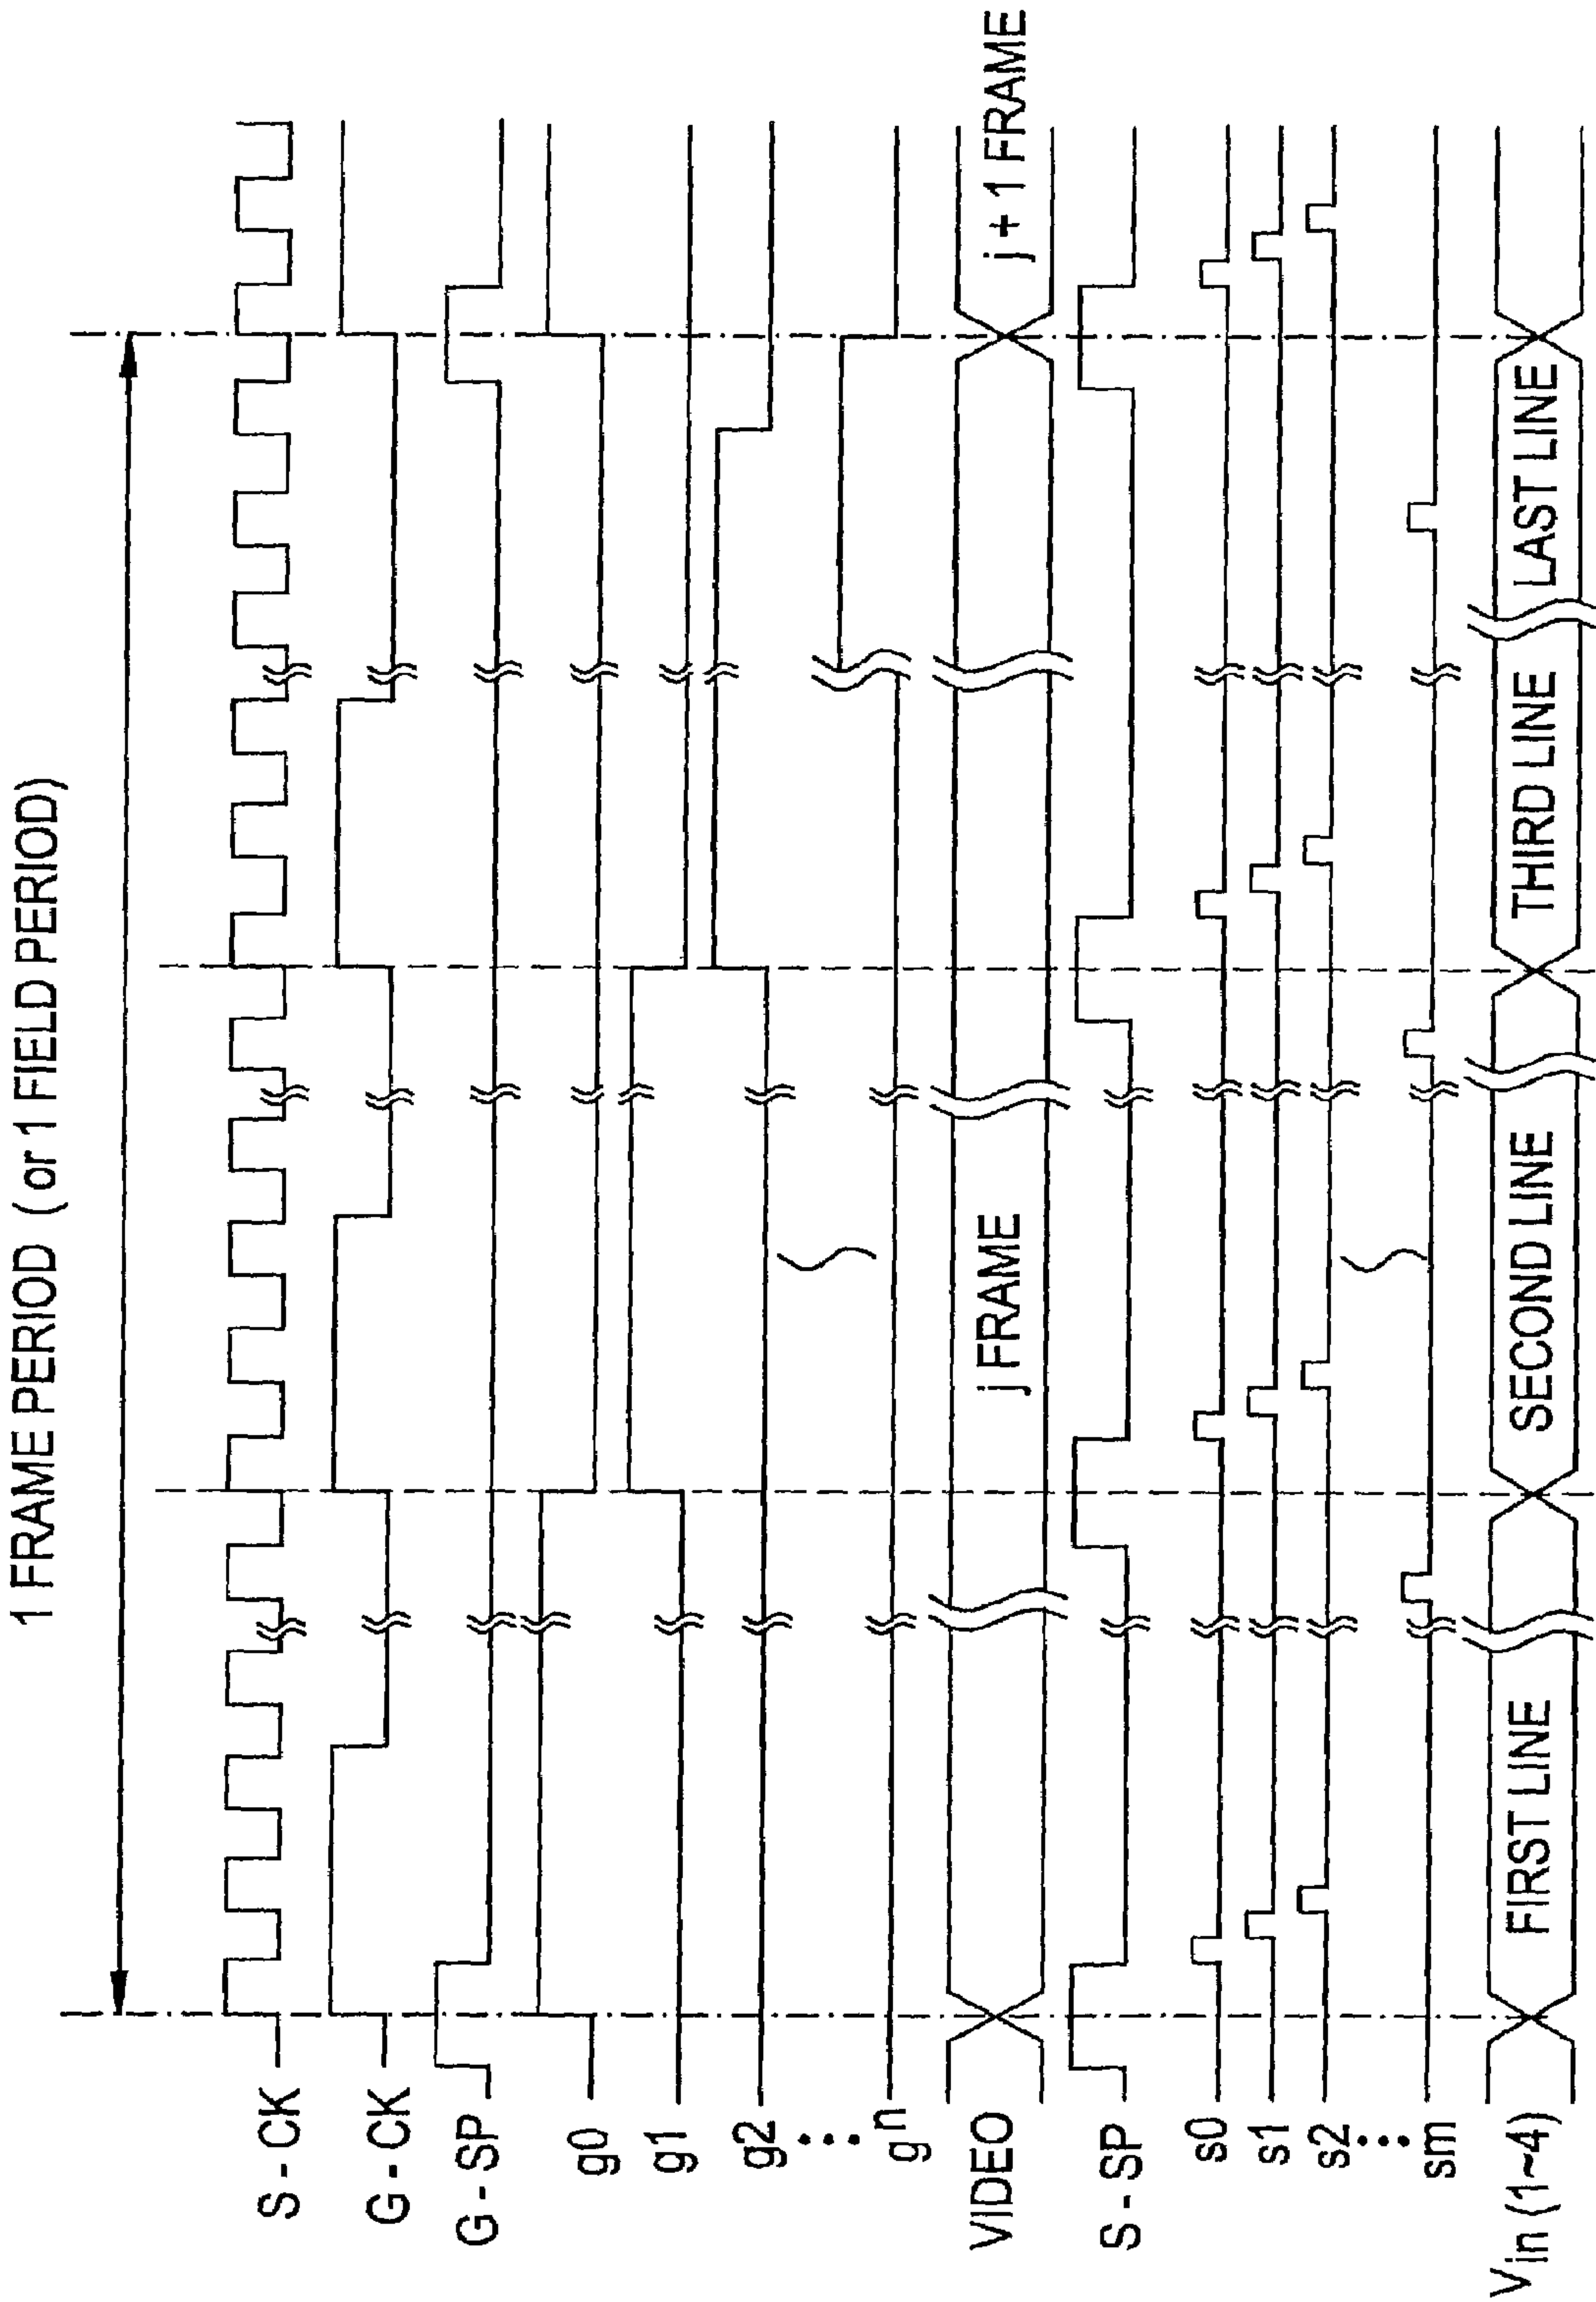 1 FRAME PERIOD ( or 1 FIELD PERIOD)
S - CK
G - CK
G - SP
g0
g1
g2
gn
VIDEO
j FRAME
j + 1 FRAME
S - SP
s0
s1
s2
sm
Vin (1~4)
FIRST LINE
SECOND LINE
THIRD LINE
LAST LINE